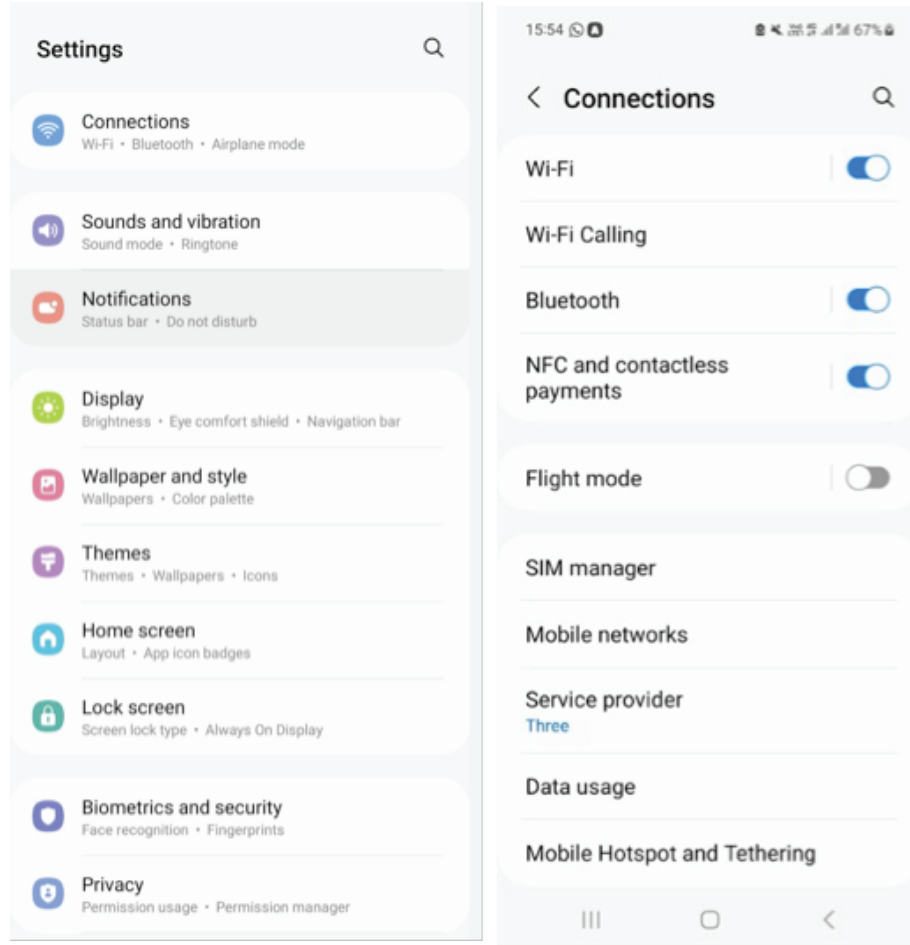 Settings
Connections
Wi-Fi • Bluetooth • Airplane mode
Sounds and vibration
Sound mode • Ringtone
Notifications
Status bar • Do not disturb
Display
Brightness • Eye comfort shield • Navigation bar
Wallpaper and style
Wallpapers • Color palette
Themes
Themes • Wallpapers • Icons
Home screen
Layout • App icon badges
Lock screen
Screen lock type • Always On Display
Biometrics and security
Face recognition • Fingerprints
Privacy
Permission usage • Permission manager
15:54 67%
Connections
Wi-Fi
Wi-Fi Calling
Bluetooth
NFC and contactless
payments
Flight mode
SIM manager
Mobile networks
Service provider
Three
Data usage
Mobile Hotspot and Tethering